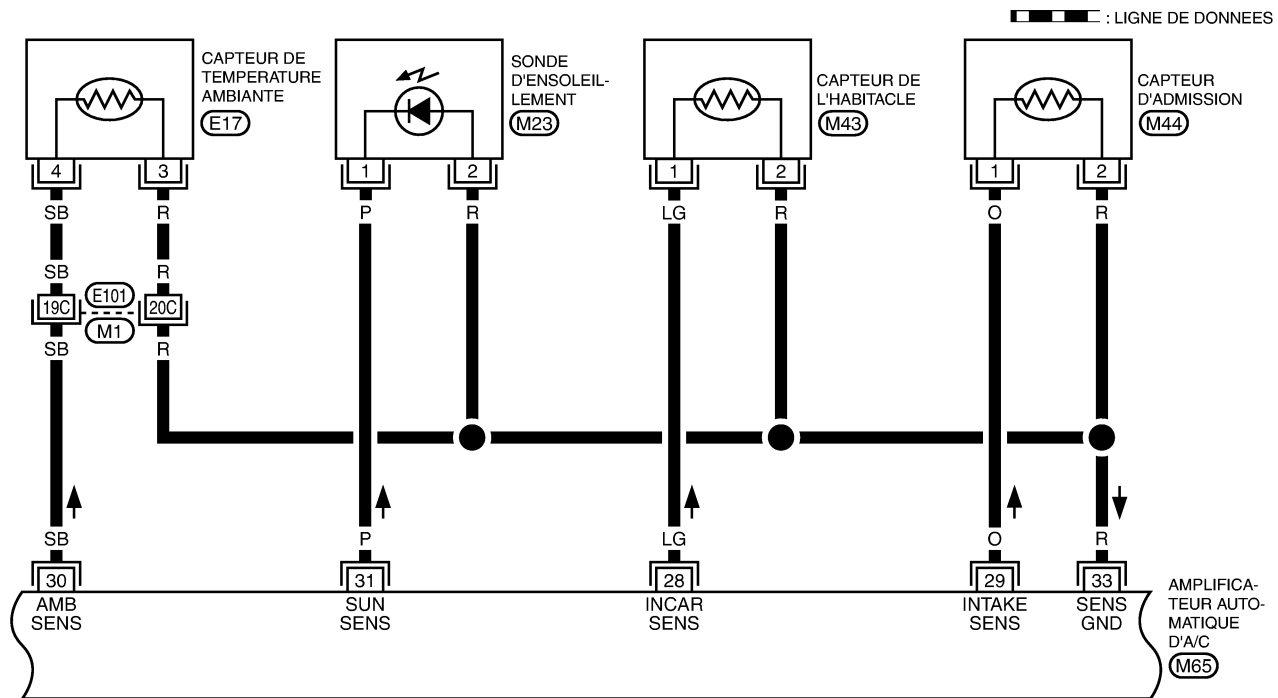 : LIGNE DE DONNEES
CAPTEUR DE
TEMPERATURE
AMBIANTE
E17
SONDE
D'ENSOLEIL-
LEMENT
M23
CAPTEUR DE
L'HABITACLE
M43
CAPTEUR
D'ADMISSION
M44
4 3 1 2 1 2 1 2
SB R P R LG R O R
SB R
19C E101 20C
M1
SB R
SB P LG O R
30 31 28 29 33
AMB
SENS
SUN
SENS
INCAR
SENS
INTAKE
SENS
SENS
GND
AMPLIFICA-
TEUR AUTO-
MATIQUE
D'A/C
M65